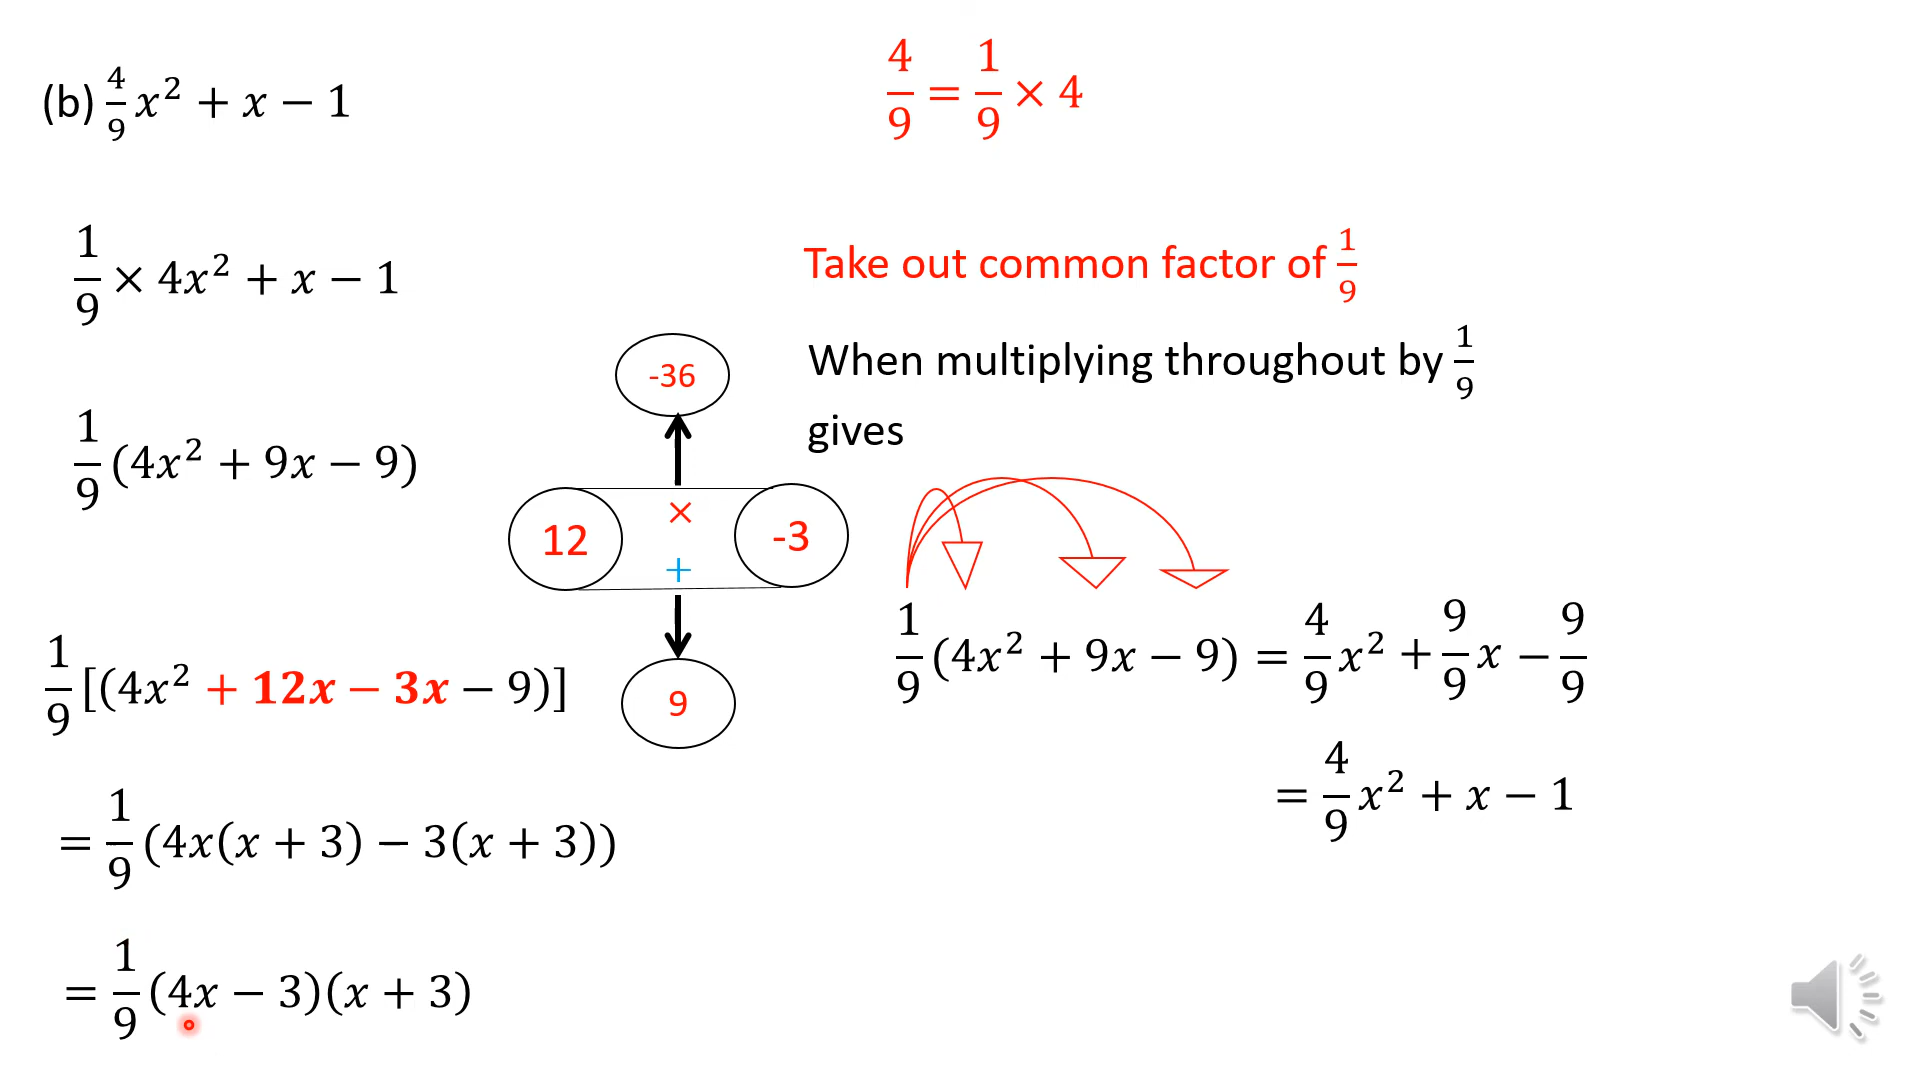 (b) 4/9 x² + x − 1
4/9 = 1/9 × 4
1/9 × 4x² + x − 1
Take out common factor of 1/9
When multiplying throughout by 1/9
gives
1/9 (4x² + 9x − 9)
-36
12 × -3
+
9
1/9 (4x² + 9x − 9) = 4/9 x² + 9/9 x − 9/9
= 4/9 x² + x − 1
1/9 [(4x² + 12x − 3x − 9)]
= 1/9 (4x(x + 3) − 3(x + 3))
= 1/9 (4x − 3)(x + 3)